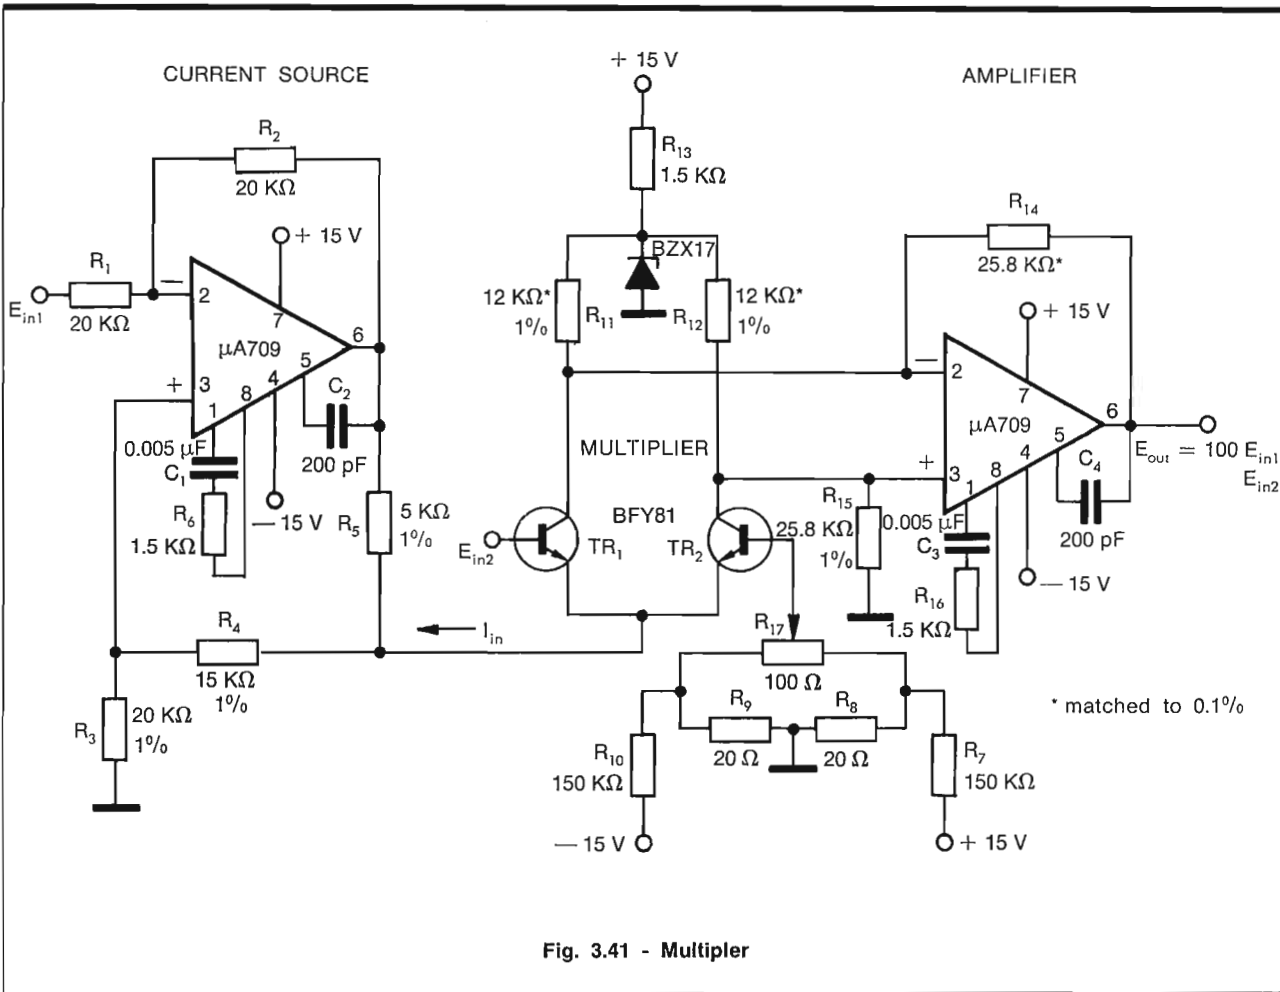 CURRENT SOURCE
+ 15 V
AMPLIFIER
R2
20 KΩ
R13
1.5 KΩ
R14
25.8 KΩ*
+ 15 V
BZX17
R1
20 KΩ
Ein1
12 KΩ*
1%
R11
R12
12 KΩ*
1%
+ 15 V
−
2
7
μA709
6
+
3
1
8
4
5
C2
200 pF
0.005 μF
C1
R6
1.5 KΩ
— 15 V
R5
5 KΩ
1%
MULTIPLIER
BFY81
Ein2
TR1
TR2
−
2
7
μA709
6
+
3
1
8
4
5
C4
200 pF
Eout = 100 Ein1
Ein2
R15
25.8 KΩ
1%
0.005 μF
C3
R16
1.5 KΩ
— 15 V
R4
15 KΩ
1%
Iin
R3
20 KΩ
1%
R17
100 Ω
R9
20 Ω
R8
20 Ω
R10
150 KΩ
R7
150 KΩ
* matched to 0.1%
— 15 V
+ 15 V
Fig. 3.41 - Multipler